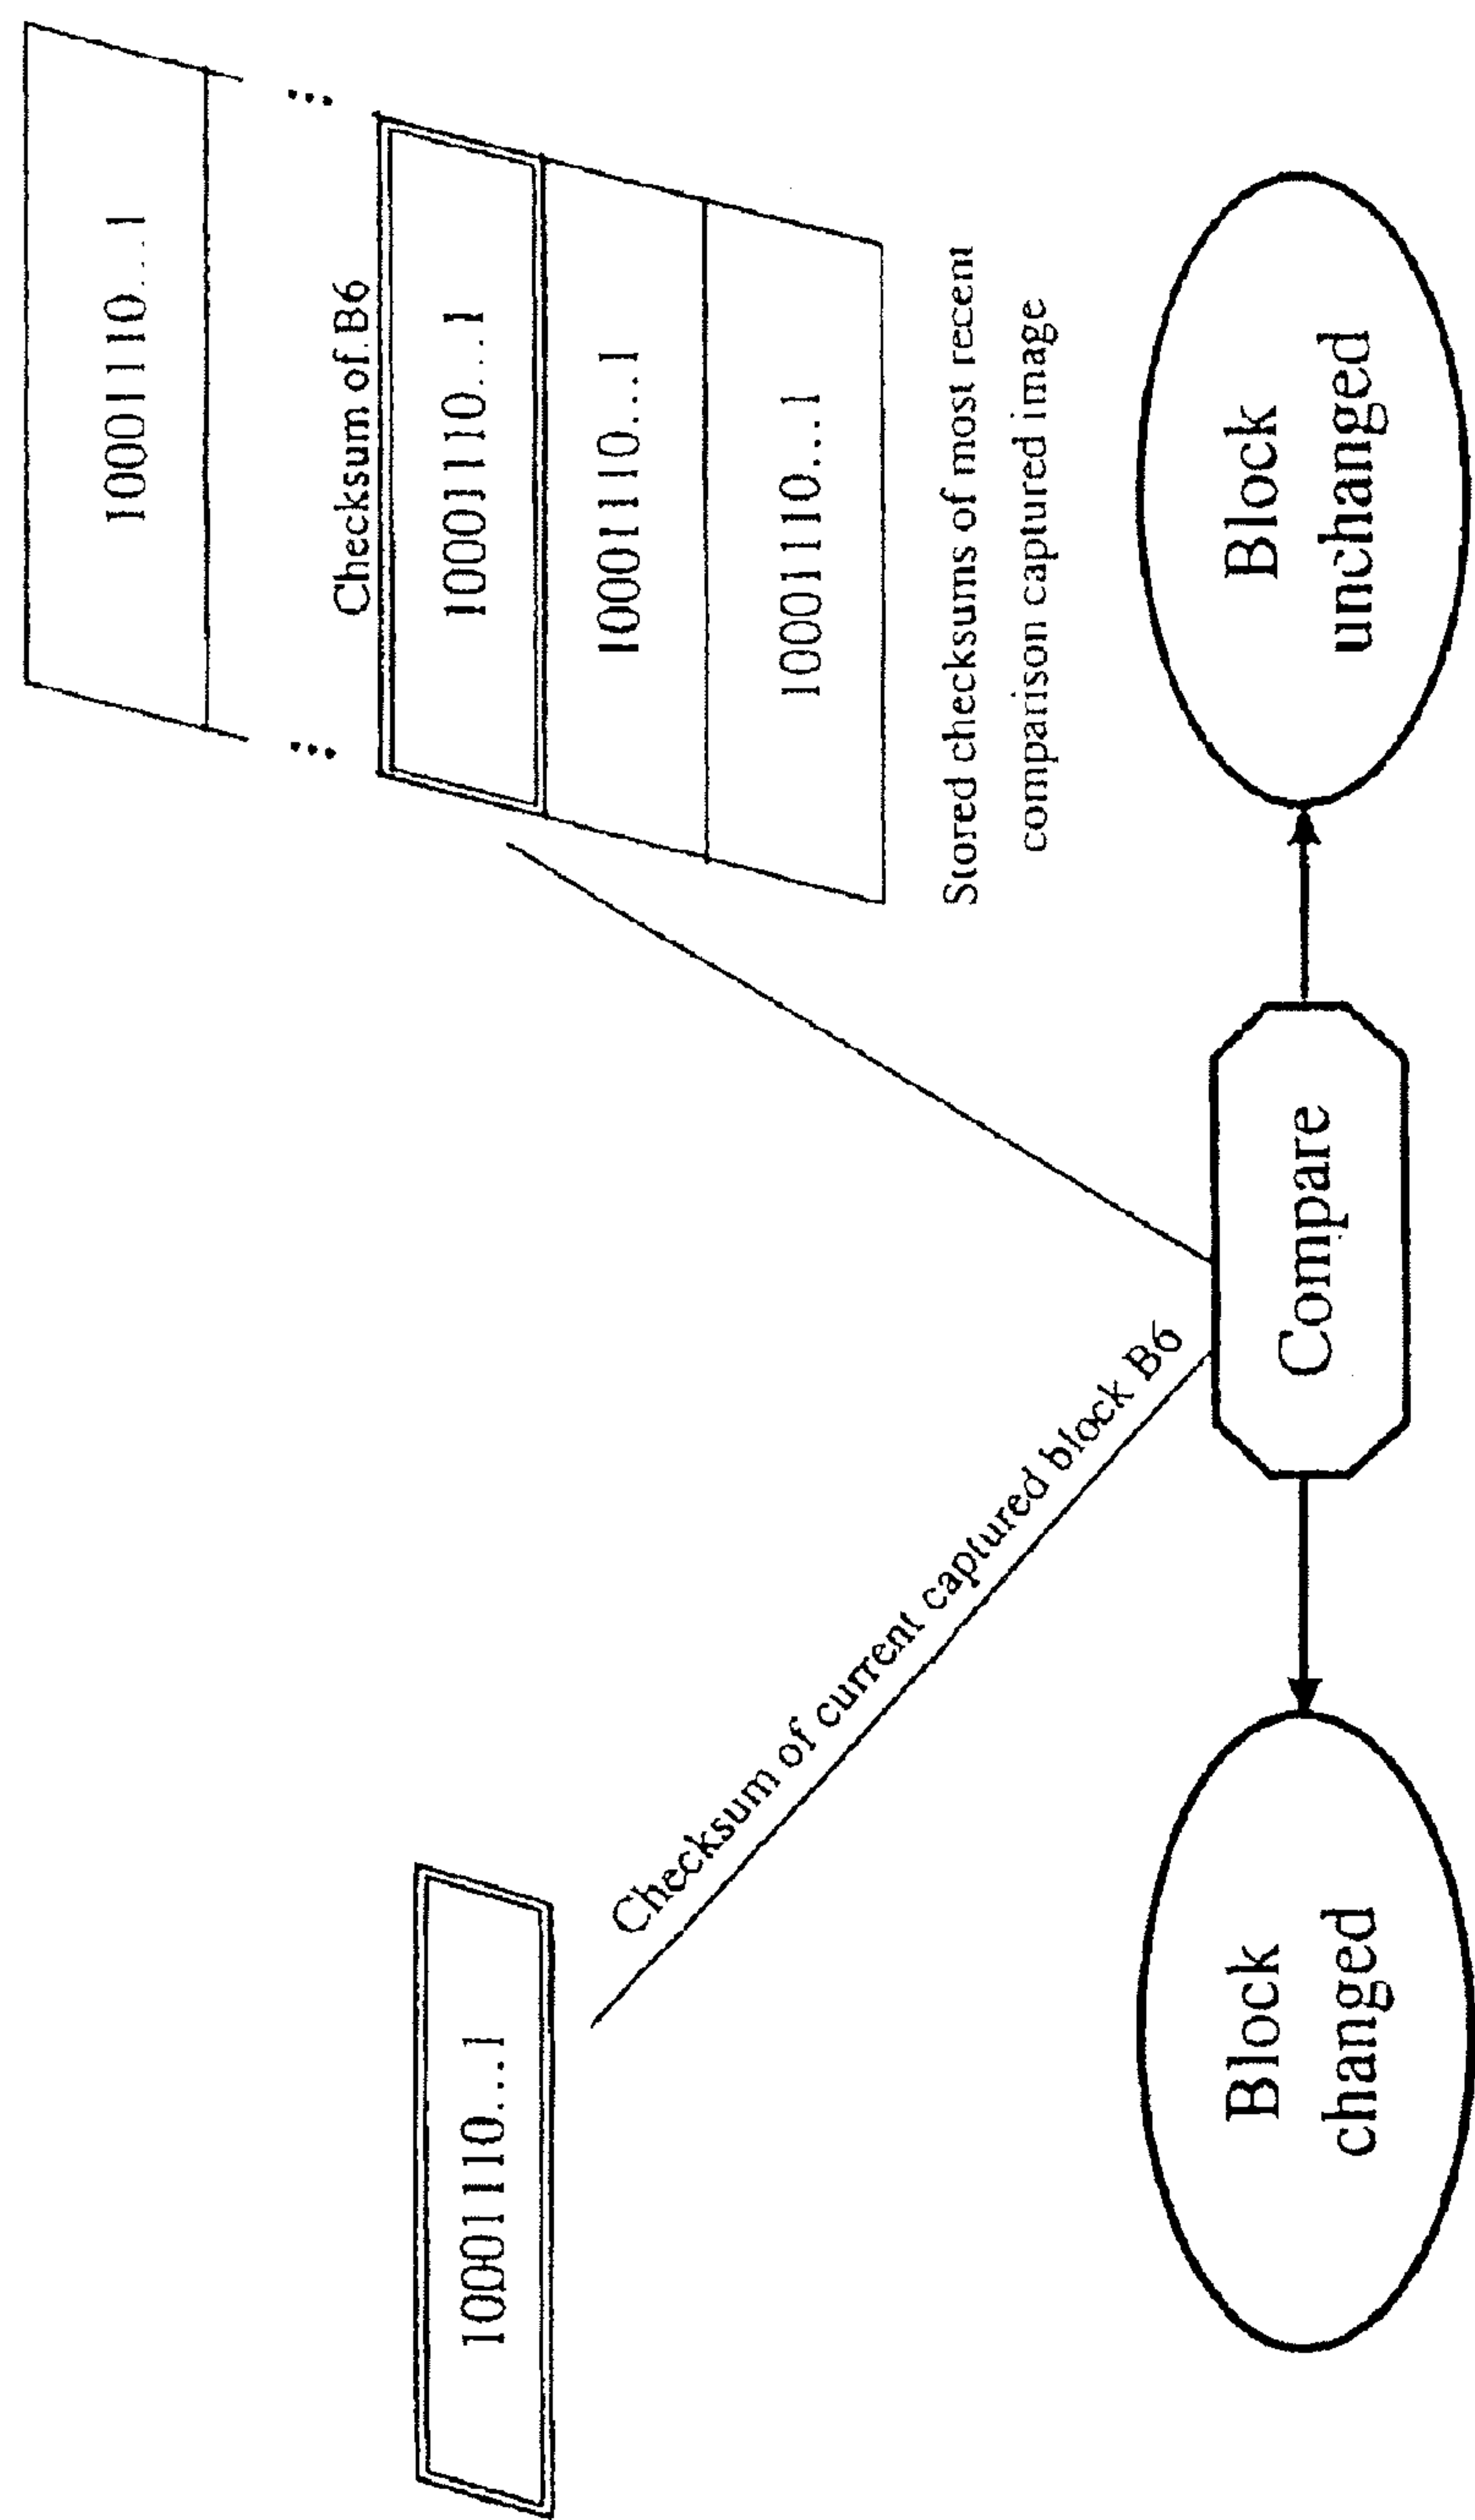 10001110...1
Checksum of B6
10001110...1
10001110...1
10001110...1
10001110...1
Checksum of current captured block B6
Stored checksums of most recent
comparison captured image
Block
changed
Compare
Block
unchanged